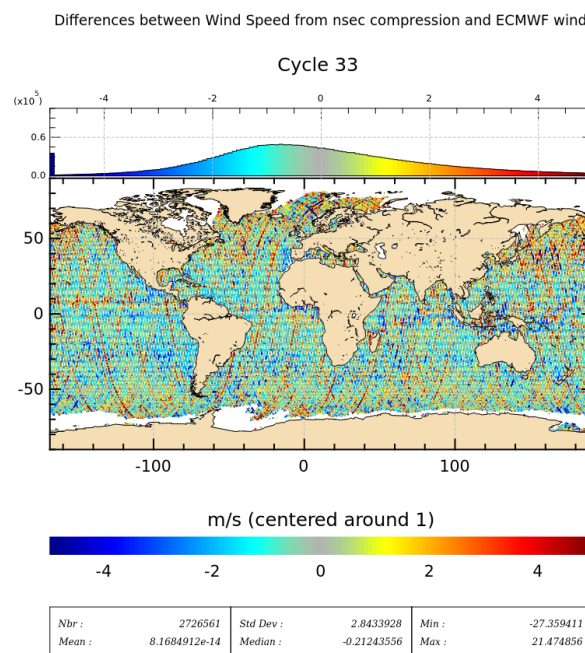 Differences between Wind Speed from nsec compression and ECMWF wind
Cycle 33
(x10^5)
-4 -2 0 2 4
0.6
0.0
50
0
-50
-100 0 100
m/s (centered around 1)
-4 -2 0 2 4
Nbr : 2726561 Std Dev : 2.8433928 Min : -27.359411
Mean : 8.1684912e-14 Median : -0.21243556 Max : 21.474856